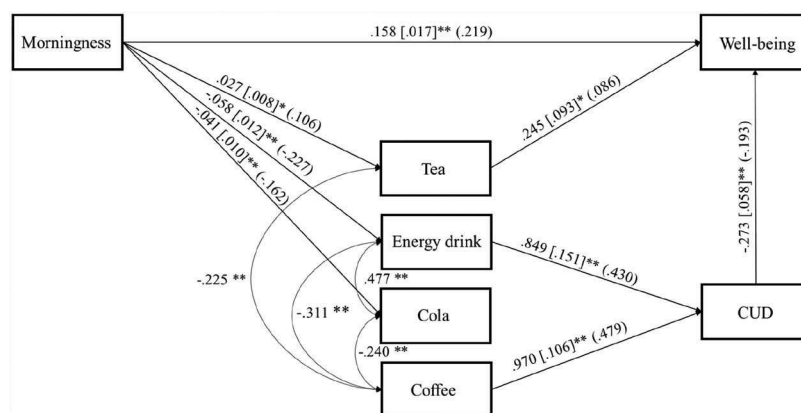 Morningness
.158 [.017]** (.219)
Well-being
.027 [.008]* (.106)
-.058 [.012]** (-.227)
-.041 [.010]** (-.162)
.245 [.093]* (.086)
Tea
-.273 [.058]** (-.193)
Energy drink
.849 [.151]** (.430)
-.225 **
.477 **
-.311 **
Cola
CUD
-.240 **
.970 [.106]** (.479)
Coffee